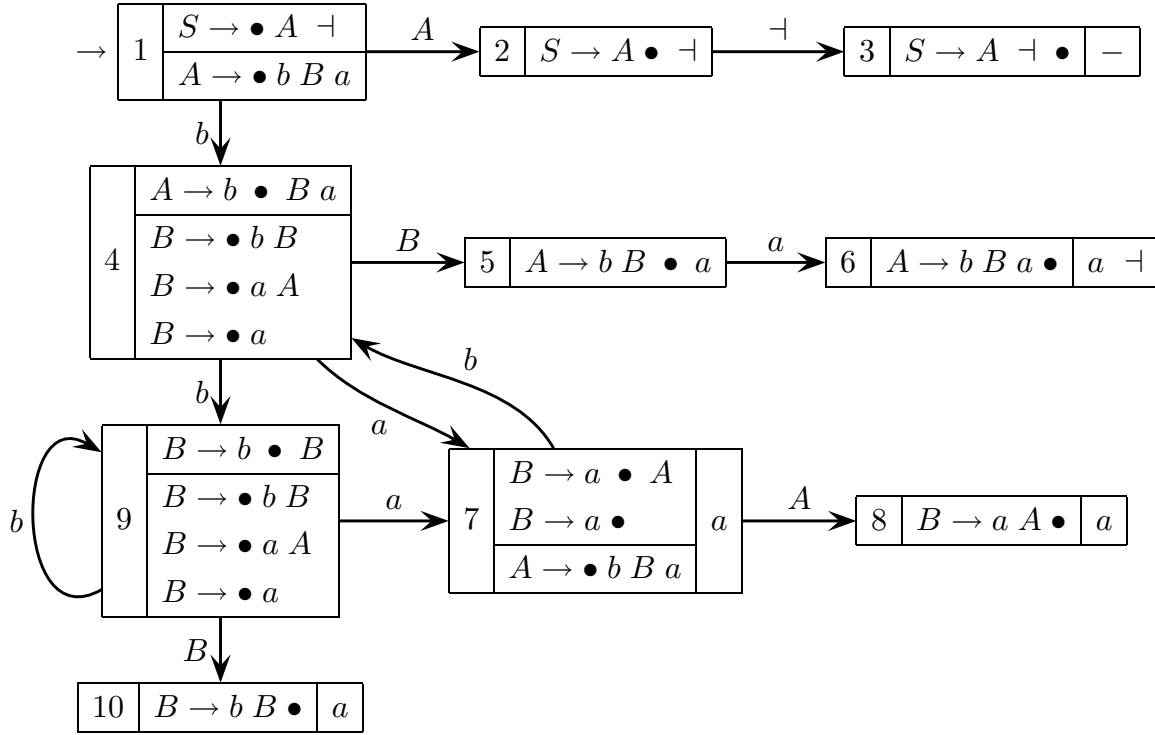 → 1 S → • A ⊣
A → • b B a
A
2 S → A • ⊣
⊣
3 S → A ⊣ • −
b
4 A → b • B a
B → • b B
B → • a A
B → • a
B
5 A → b B • a
a
6 A → b B a • a ⊣
b
a
b
9 B → b • B
B → • b B
B → • a A
B → • a
b
a
7 B → a • A
B → a •
A → • b B a
a
A
8 B → a A • a
B
10 B → b B • a